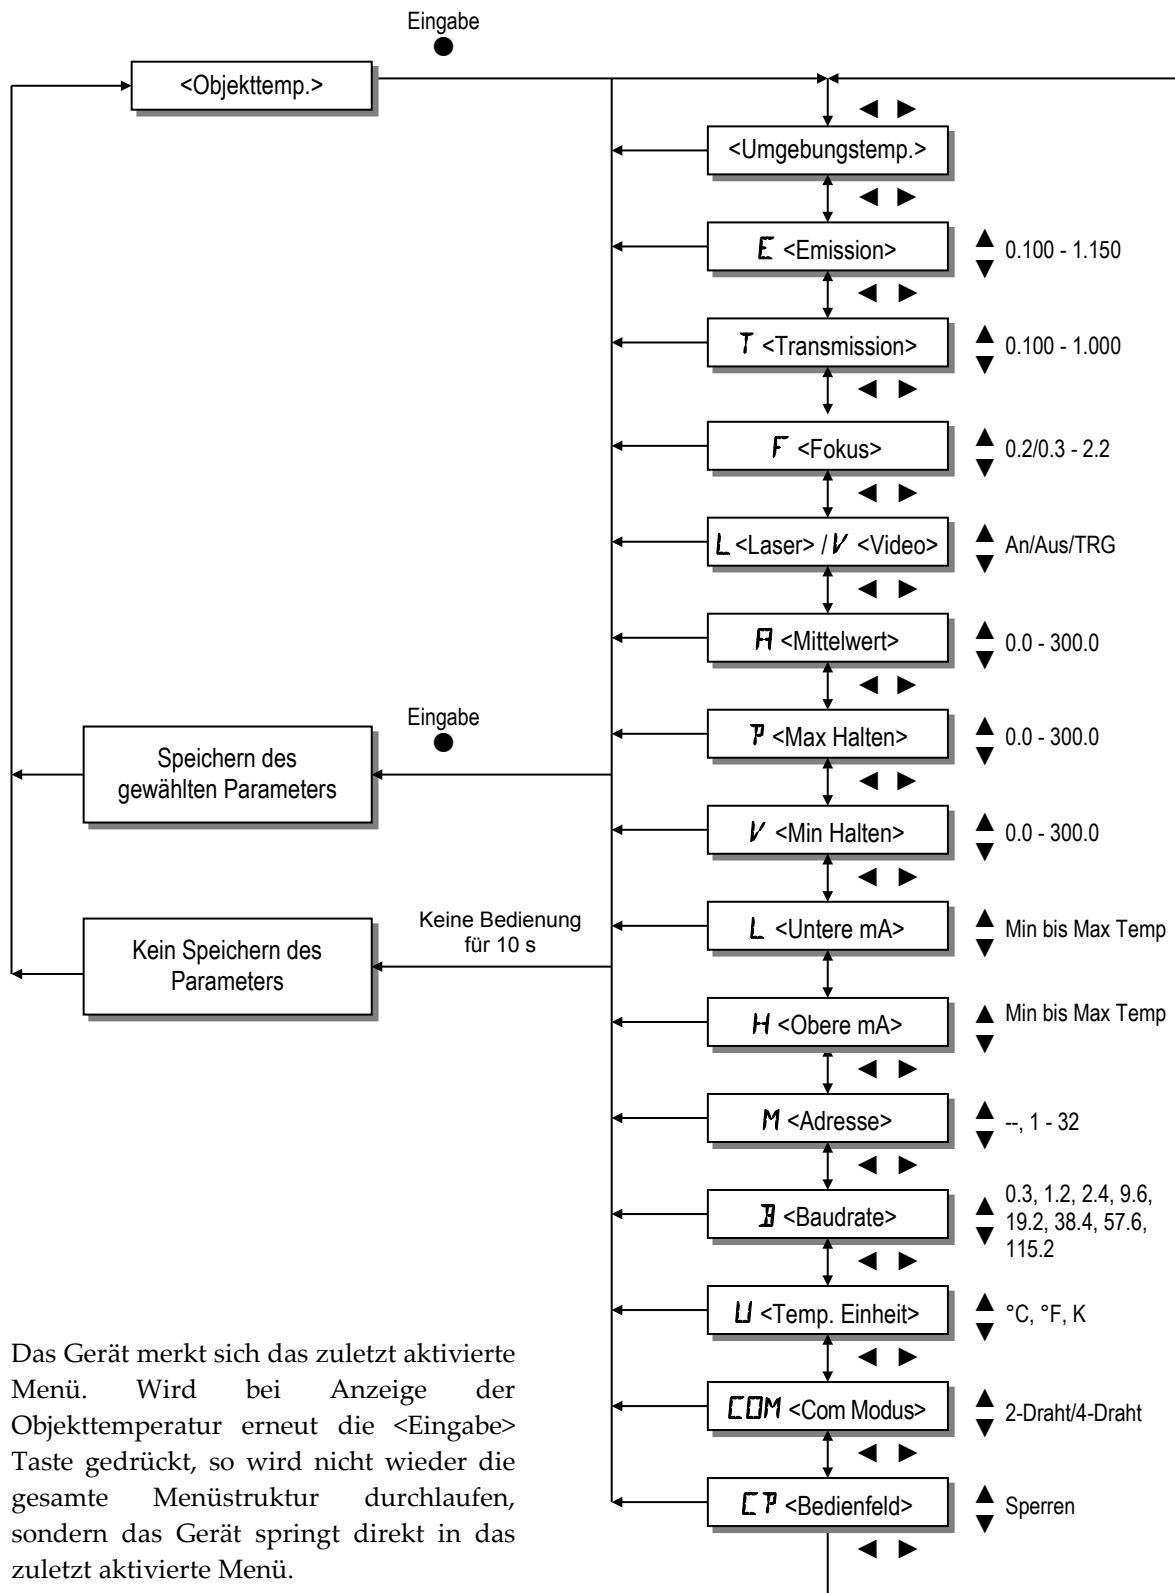 Eingabe
<Objekttemp.>
<Umgebungstemp.>
E <Emission>
0.100 - 1.150
T <Transmission>
0.100 - 1.000
F <Fokus>
0.2/0.3 - 2.2
L <Laser> / V <Video>
An/Aus/TRG
A <Mittelwert>
0.0 - 300.0
Eingabe
P <Max Halten>
0.0 - 300.0
Speichern des
gewählten Parameters
V <Min Halten>
0.0 - 300.0
Keine Bedienung
für 10 s
Kein Speichern des
Parameters
L <Untere mA>
Min bis Max Temp
H <Obere mA>
Min bis Max Temp
M <Adresse>
--, 1 - 32
B <Baudrate>
0.3, 1.2, 2.4, 9.6,
19.2, 38.4, 57.6,
115.2
U <Temp. Einheit>
°C, °F, K
COM <Com Modus>
2-Draht/4-Draht
CP <Bedienfeld>
Sperren
Das Gerät merkt sich das zuletzt aktivierte
Menü. Wird bei Anzeige der
Objekttemperatur erneut die <Eingabe>
Taste gedrückt, so wird nicht wieder die
gesamte Menüstruktur durchlaufen,
sondern das Gerät springt direkt in das
zuletzt aktivierte Menü.